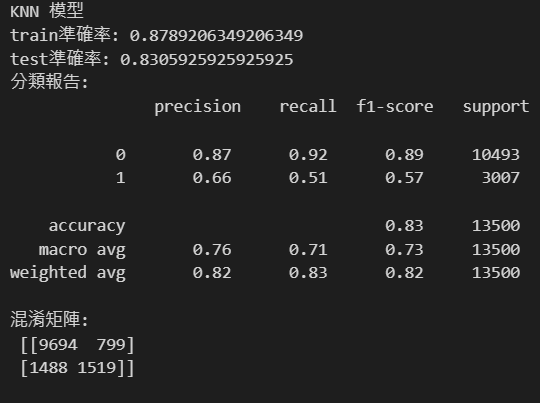 KNN 模型
train準確率: 0.8789206349206349
test準確率: 0.8305925925925925
分類報告:
precision recall f1-score support
0 0.87 0.92 0.89 10493
1 0.66 0.51 0.57 3007
accuracy 0.83 13500
macro avg 0.76 0.71 0.73 13500
weighted avg 0.82 0.83 0.82 13500
混淆矩陣:
[[9694 799]
[1488 1519]]